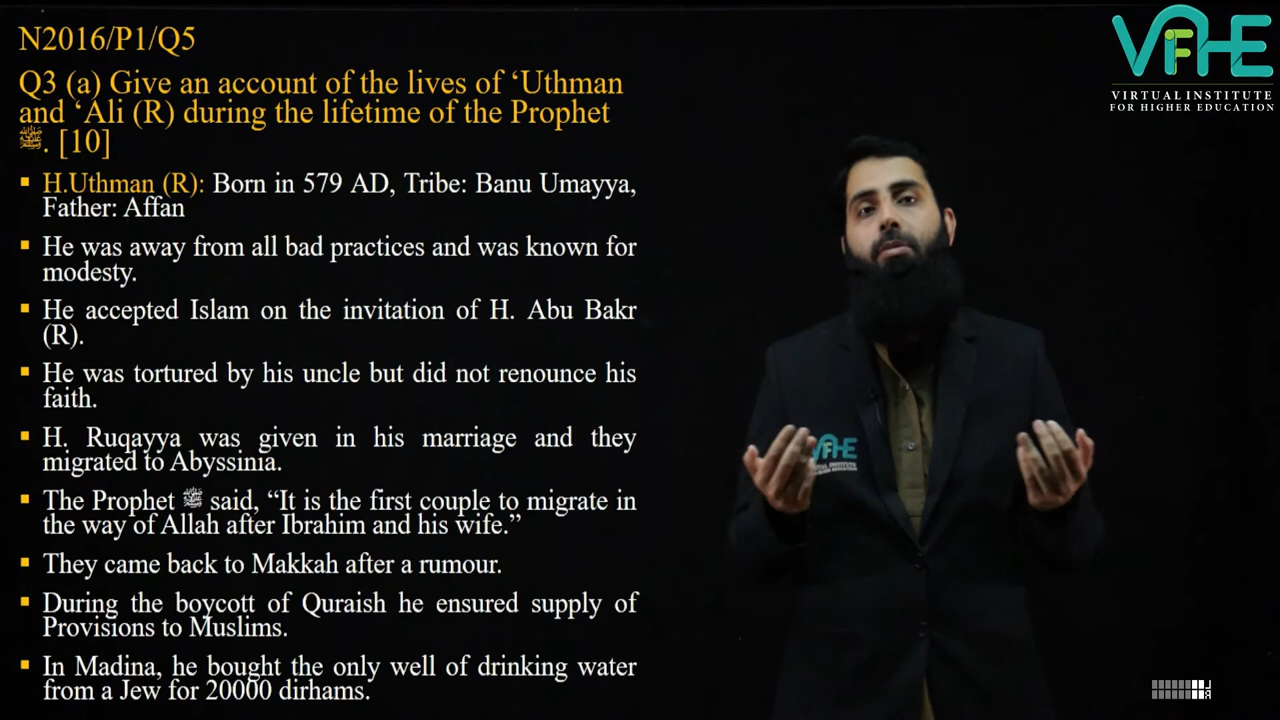 N2016/P1/Q5
Q3 (a) Give an account of the lives of ‘Uthman
and ‘Ali (R) during the lifetime of the Prophet
ﷺ. [10]
▪ H.Uthman (R): Born in 579 AD, Tribe: Banu Umayya,
Father: Affan
▪ He was away from all bad practices and was known for
modesty.
▪ He accepted Islam on the invitation of H. Abu Bakr
(R).
▪ He was tortured by his uncle but did not renounce his
faith.
▪ H. Ruqayya was given in his marriage and they
migrated to Abyssinia.
▪ The Prophet ﷺ said, “It is the first couple to migrate in
the way of Allah after Ibrahim and his wife.”
▪ They came back to Makkah after a rumour.
▪ During the boycott of Quraish he ensured supply of
Provisions to Muslims.
▪ In Madina, he bought the only well of drinking water
from a Jew for 20000 dirhams.
VIFHE
VIRTUAL INSTITUTE
FOR HIGHER EDUCATION